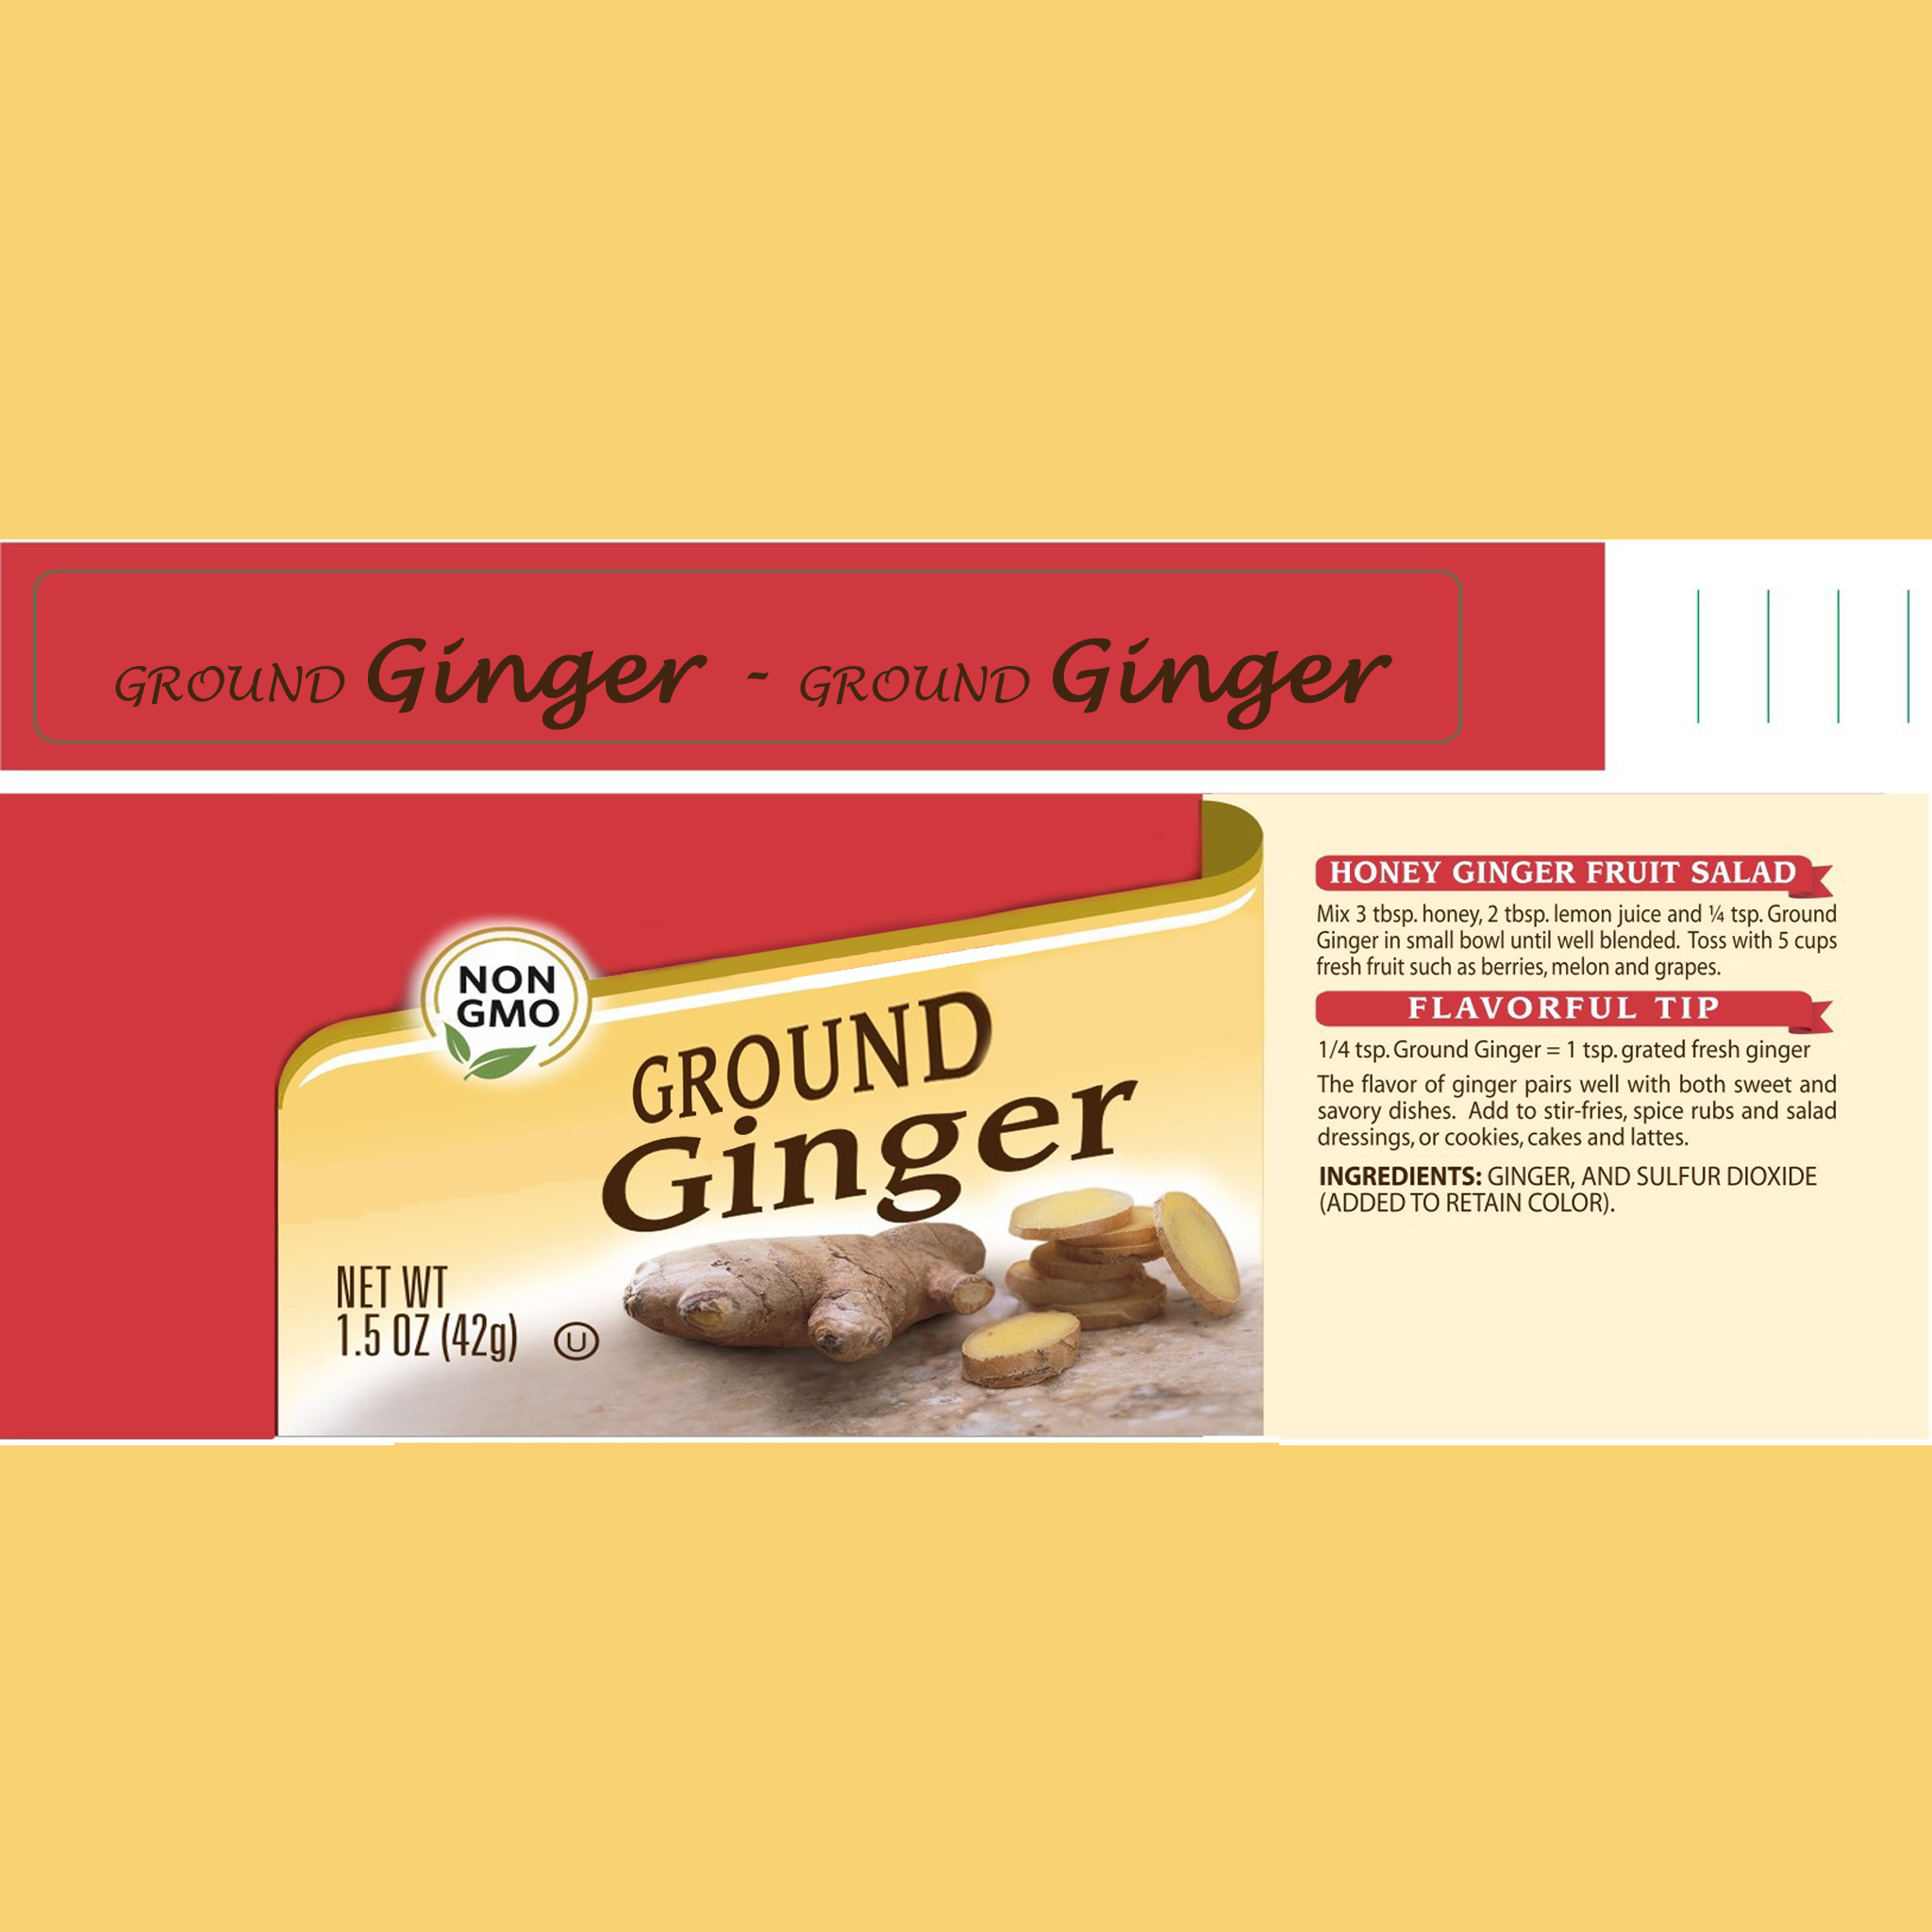 GROUND Ginger - GROUND Ginger
NON
GMO
GROUND
Ginger
NET WT
1.5 OZ (42g) U
HONEY GINGER FRUIT SALAD
Mix 3 tbsp. honey, 2 tbsp. lemon juice and ¼ tsp. Ground
Ginger in small bowl until well blended. Toss with 5 cups
fresh fruit such as berries, melon and grapes.
FLAVORFUL TIP
1/4 tsp. Ground Ginger = 1 tsp. grated fresh ginger
The flavor of ginger pairs well with both sweet and
savory dishes. Add to stir-fries, spice rubs and salad
dressings, or cookies, cakes and lattes.
INGREDIENTS: GINGER, AND SULFUR DIOXIDE
(ADDED TO RETAIN COLOR).